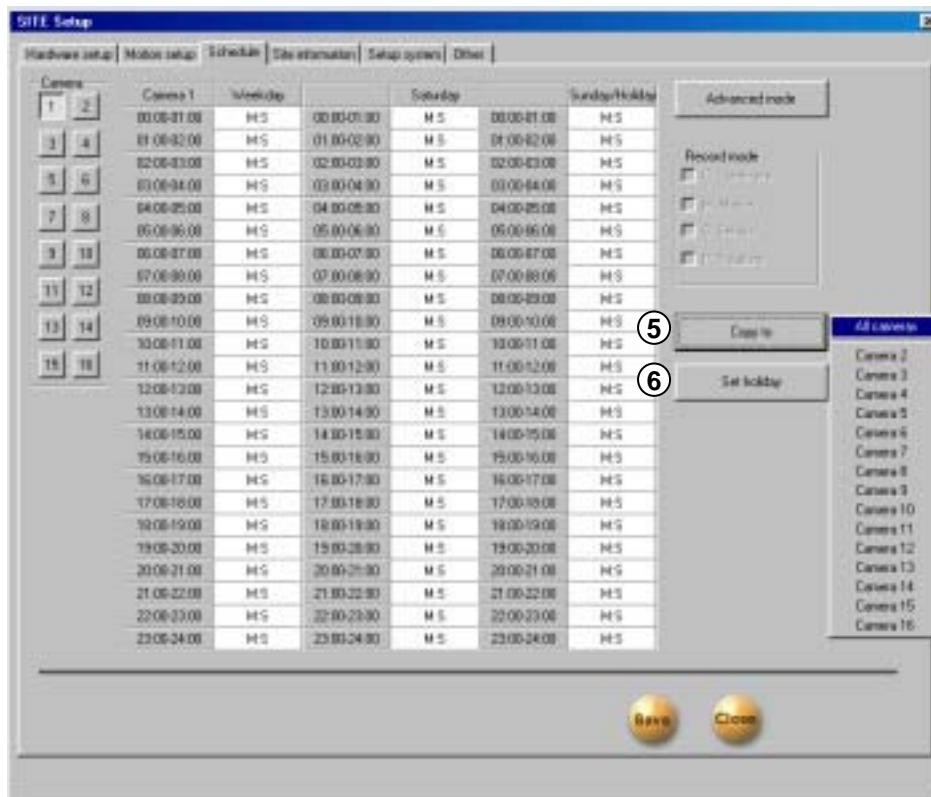 SITE Setup
Hardware setup Motion setup Schedule Site information Setup system Other
Camera
1 2
3 4
5 6
7 8
9 10
11 12
13 14
15 16
Camera 1 Weekday Saturday Sunday/Holiday
00:00-01:00 M:S 00:00-01:00 M:S 00:00-01:00 M:S
01:00-02:00 M:S 01:00-02:00 M:S 01:00-02:00 M:S
02:00-03:00 M:S 02:00-03:00 M:S 02:00-03:00 M:S
03:00-04:00 M:S 03:00-04:00 M:S 03:00-04:00 M:S
04:00-05:00 M:S 04:00-05:00 M:S 04:00-05:00 M:S
05:00-06:00 M:S 05:00-06:00 M:S 05:00-06:00 M:S
06:00-07:00 M:S 06:00-07:00 M:S 06:00-07:00 M:S
07:00-08:00 M:S 07:00-08:00 M:S 07:00-08:00 M:S
08:00-09:00 M:S 08:00-09:00 M:S 08:00-09:00 M:S
09:00-10:00 M:S 09:00-10:00 M:S 09:00-10:00 M:S
10:00-11:00 M:S 10:00-11:00 M:S 10:00-11:00 M:S
11:00-12:00 M:S 11:00-12:00 M:S 11:00-12:00 M:S
12:00-13:00 M:S 12:00-13:00 M:S 12:00-13:00 M:S
13:00-14:00 M:S 13:00-14:00 M:S 13:00-14:00 M:S
14:00-15:00 M:S 14:00-15:00 M:S 14:00-15:00 M:S
15:00-16:00 M:S 15:00-16:00 M:S 15:00-16:00 M:S
16:00-17:00 M:S 16:00-17:00 M:S 16:00-17:00 M:S
17:00-18:00 M:S 17:00-18:00 M:S 17:00-18:00 M:S
18:00-19:00 M:S 18:00-19:00 M:S 18:00-19:00 M:S
19:00-20:00 M:S 19:00-20:00 M:S 19:00-20:00 M:S
20:00-21:00 M:S 20:00-21:00 M:S 20:00-21:00 M:S
21:00-22:00 M:S 21:00-22:00 M:S 21:00-22:00 M:S
22:00-23:00 M:S 22:00-23:00 M:S 22:00-23:00 M:S
23:00-24:00 M:S 23:00-24:00 M:S 23:00-24:00 M:S
Advanced mode
Record mode
5 Copy to
6 Set holiday
All cameras
Camera 2
Camera 3
Camera 4
Camera 5
Camera 6
Camera 7
Camera 8
Camera 9
Camera 10
Camera 11
Camera 12
Camera 13
Camera 14
Camera 15
Camera 16
Save Close